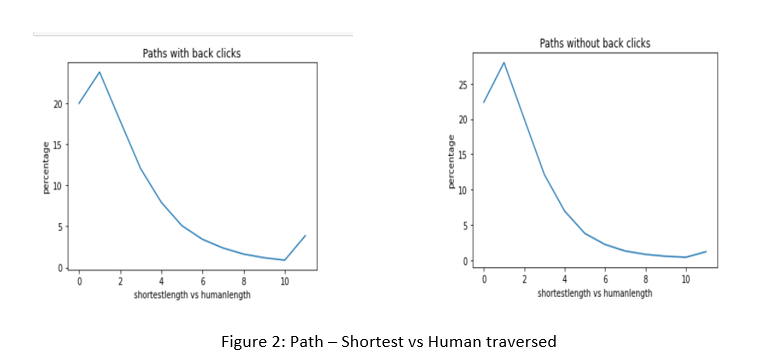 Paths with back clicks
percentage
20
15
10
5
0
0 2 4 6 8 10
shortestlength vs humanlength
Paths without back clicks
percentage
25
20
15
10
5
0
0 2 4 6 8 10
shortestlength vs humanlength
Figure 2: Path – Shortest vs Human traversed